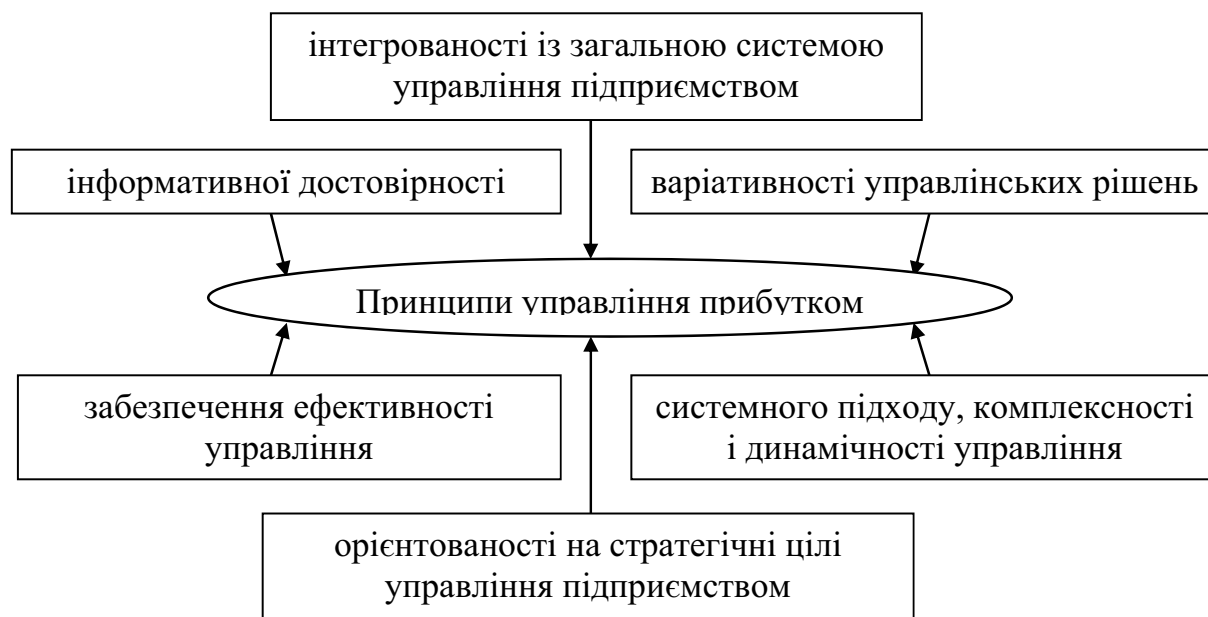 інтегрованості із загальною системою
управління підприємством
інформативної достовірності
варіативності управлінських рішень
Принципи управління прибутком
забезпечення ефективності
управління
системного підходу, комплексності
і динамічності управління
орієнтованості на стратегічні цілі
управління підприємством